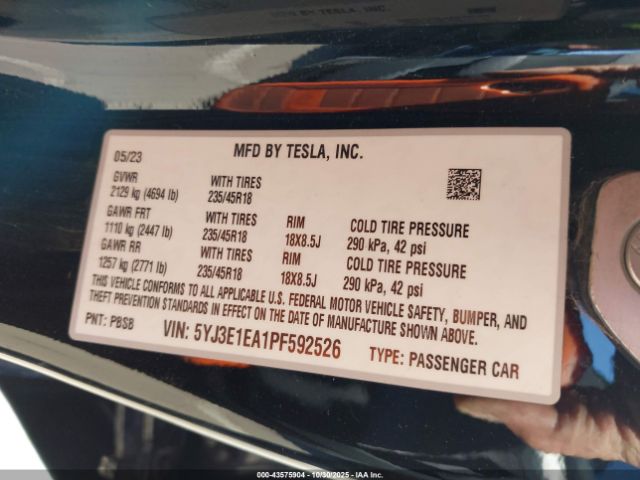 MFD BY TESLA, INC.
05/23
GVWR
2129 kg (4694 lb)
WITH TIRES
235/45R18
GAWR FRT
1110 kg (2447 lb)
WITH TIRES
235/45R18
RIM
18X8.5J
COLD TIRE PRESSURE
290 kPa, 42 psi
GAWR RR
1257 kg (2771 lb)
WITH TIRES
235/45R18
RIM
18X8.5J
COLD TIRE PRESSURE
290 kPa, 42 psi
THIS VEHICLE CONFORMS TO ALL APPLICABLE U.S. FEDERAL MOTOR VEHICLE SAFETY, BUMPER, AND
THEFT PREVENTION STANDARDS IN EFFECT ON THE DATE OF MANUFACTURE SHOWN ABOVE.
PNT: PBSB
VIN: 5YJ3E1EA1PF592526
TYPE: PASSENGER CAR
000-43575904 - 10/30/2025 - IAA Inc.